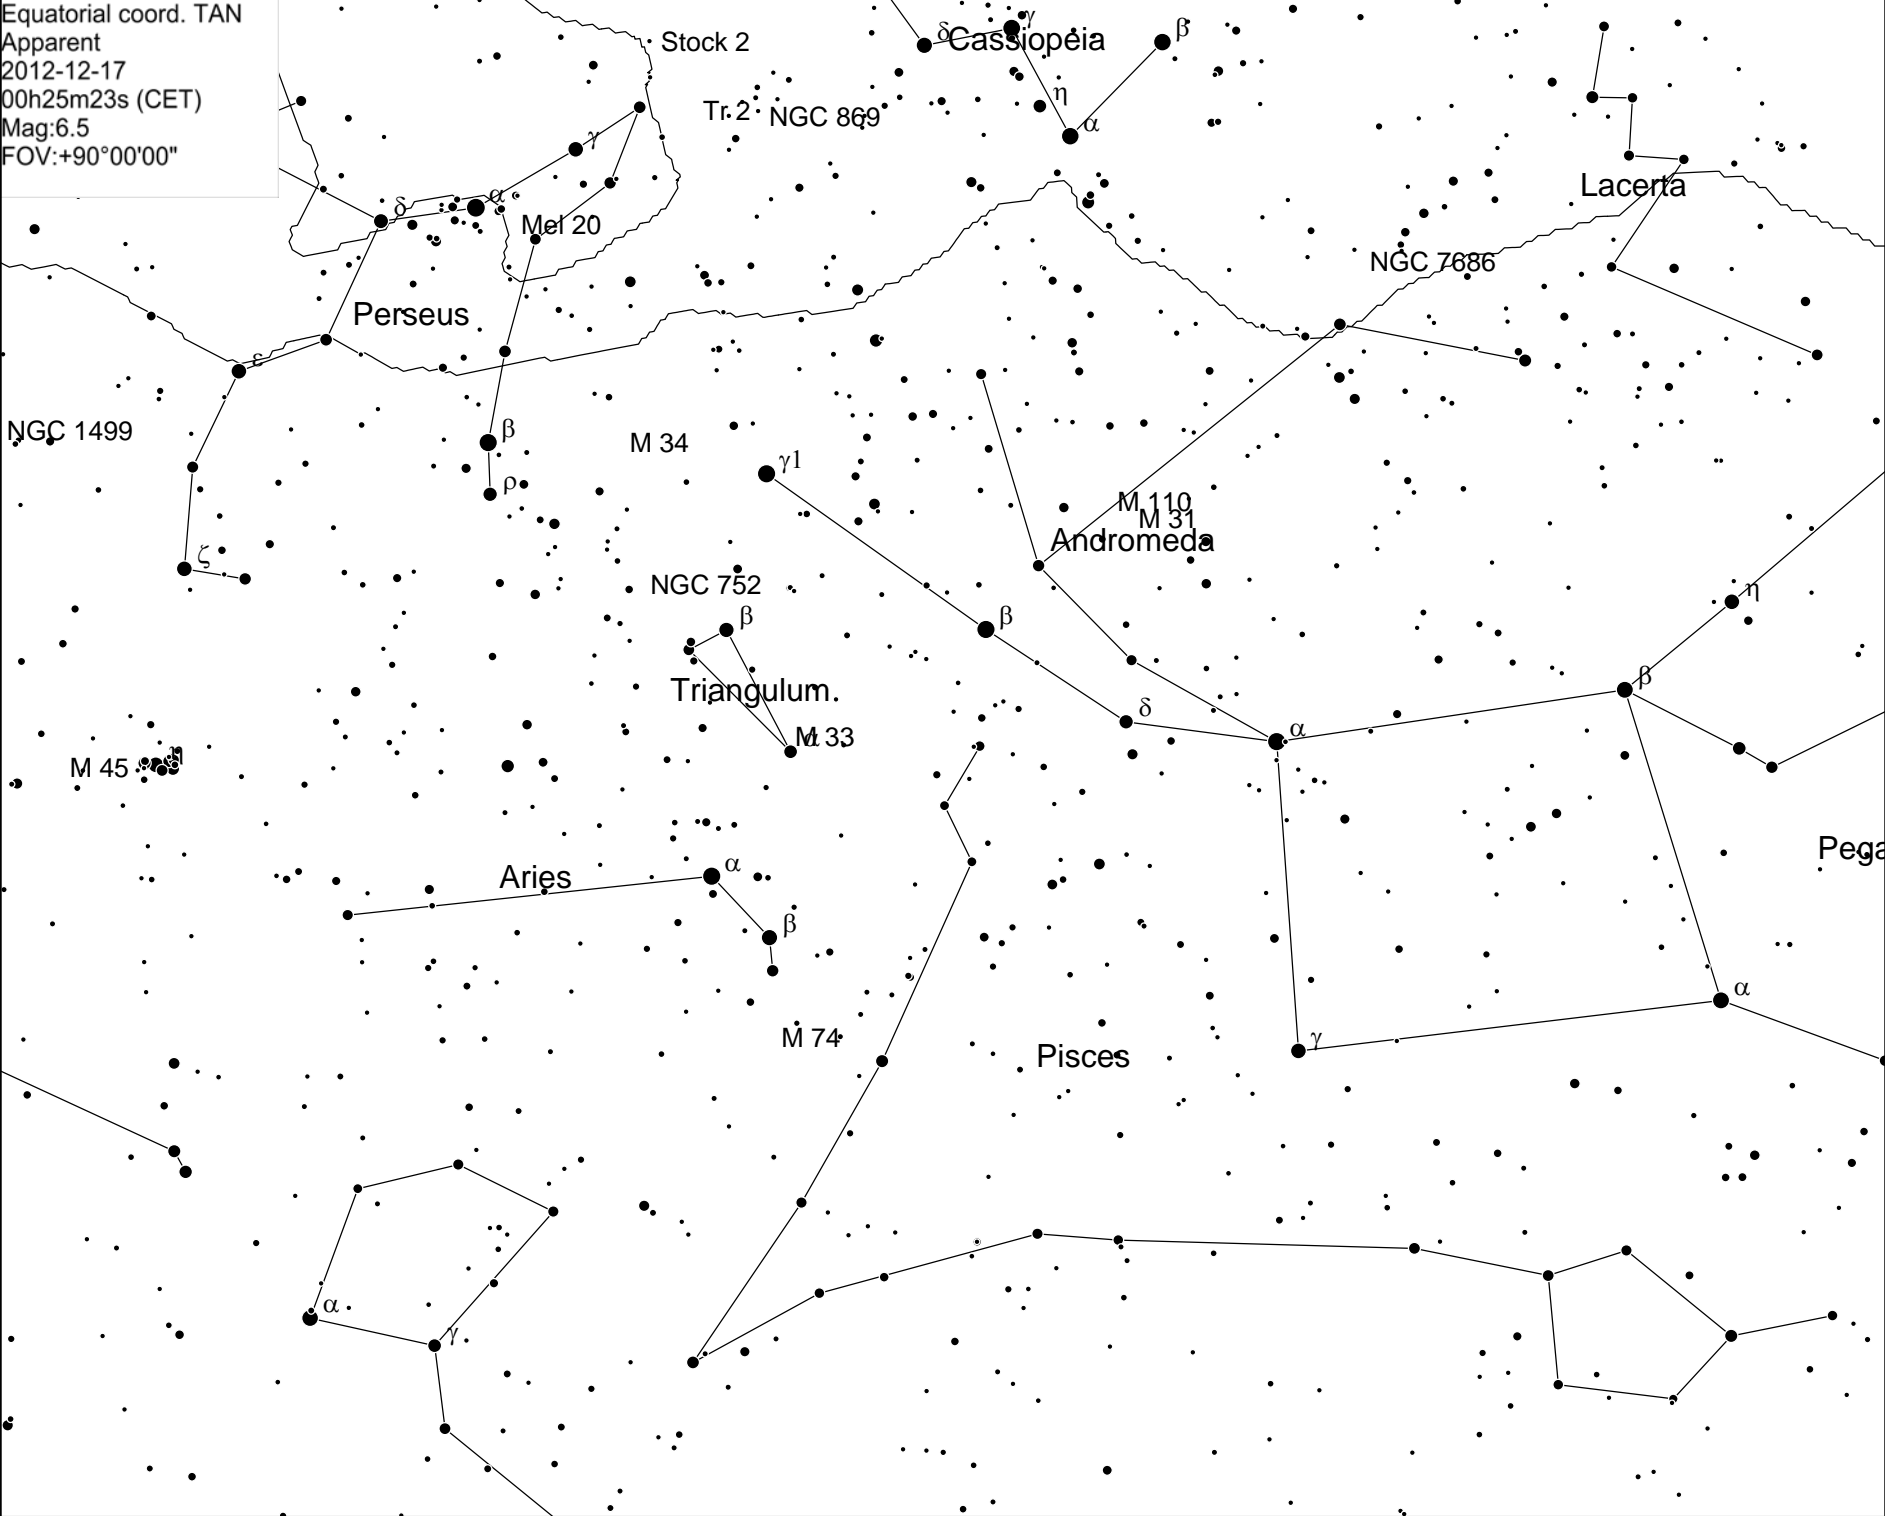 Equatorial coord. TAN
Apparent
2012-12-17
00h25m23s (CET)
Mag:6.5
FOV:+90°00'00"
Stock 2
δ
Cassiopeia
γ
β
Tr 2
NGC 869
η
α
γ
Lacerta
δ
α
Mel 20
NGC 7686
Perseus
ε
NGC 1499
β
M 34
γ1
ρ
M 110
M 31
Andromeda
ζ
NGC 752
β
β
η
Triangulum
β
δ
α
M 33
α
η
M 45
Pega
Aries
α
β
α
M 74
Pisces
γ
α
γ